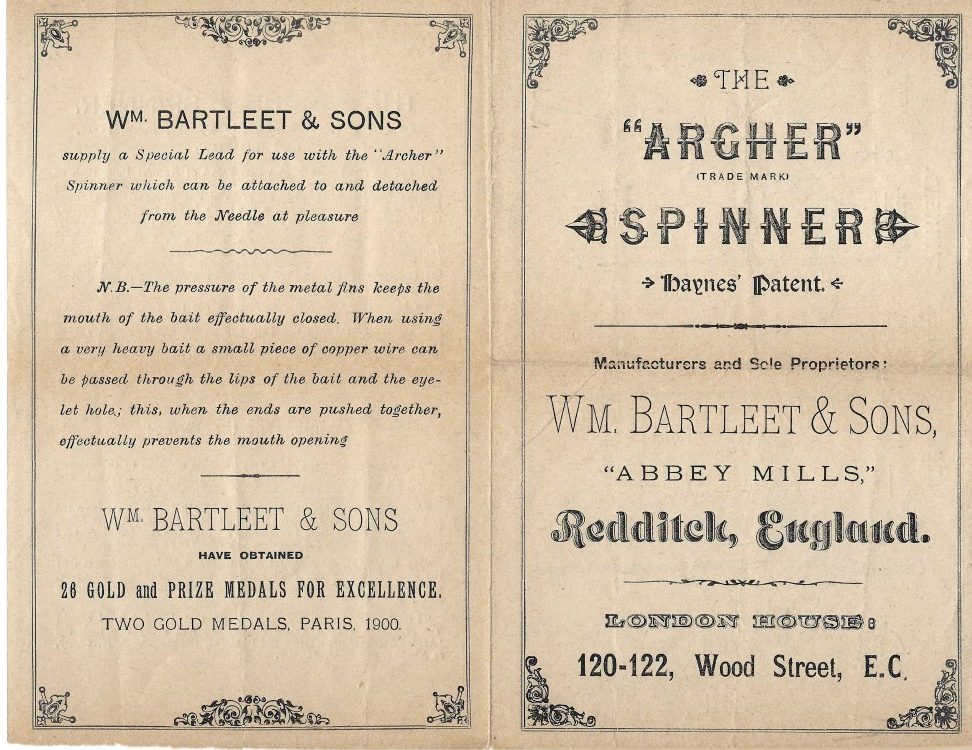 WM. BARTLEET & SONS
supply a Special Lead for use with the "Archer"
Spinner which can be attached to and detached
from the Needle at pleasure
N.B.—The pressure of the metal fins keeps the
mouth of the bait effectually closed. When using
a very heavy bait a small piece of copper wire can
be passed through the lips of the bait and the eye-
let hole,; this, when the ends are pushed together,
effectually prevents the mouth opening
WM. BARTLEET & SONS
HAVE OBTAINED
26 GOLD and PRIZE MEDALS FOR EXCELLENCE.
TWO GOLD MEDALS, PARIS, 1900.
THE
"ARCHER"
(TRADE MARK)
SPINNER
Haynes' Patent.
Manufacturers and Sole Proprietors:
WM. BARTLEET & SONS,
"ABBEY MILLS,"
Redditch, England.
LONDON HOUSE:
120-122, Wood Street, E.C.